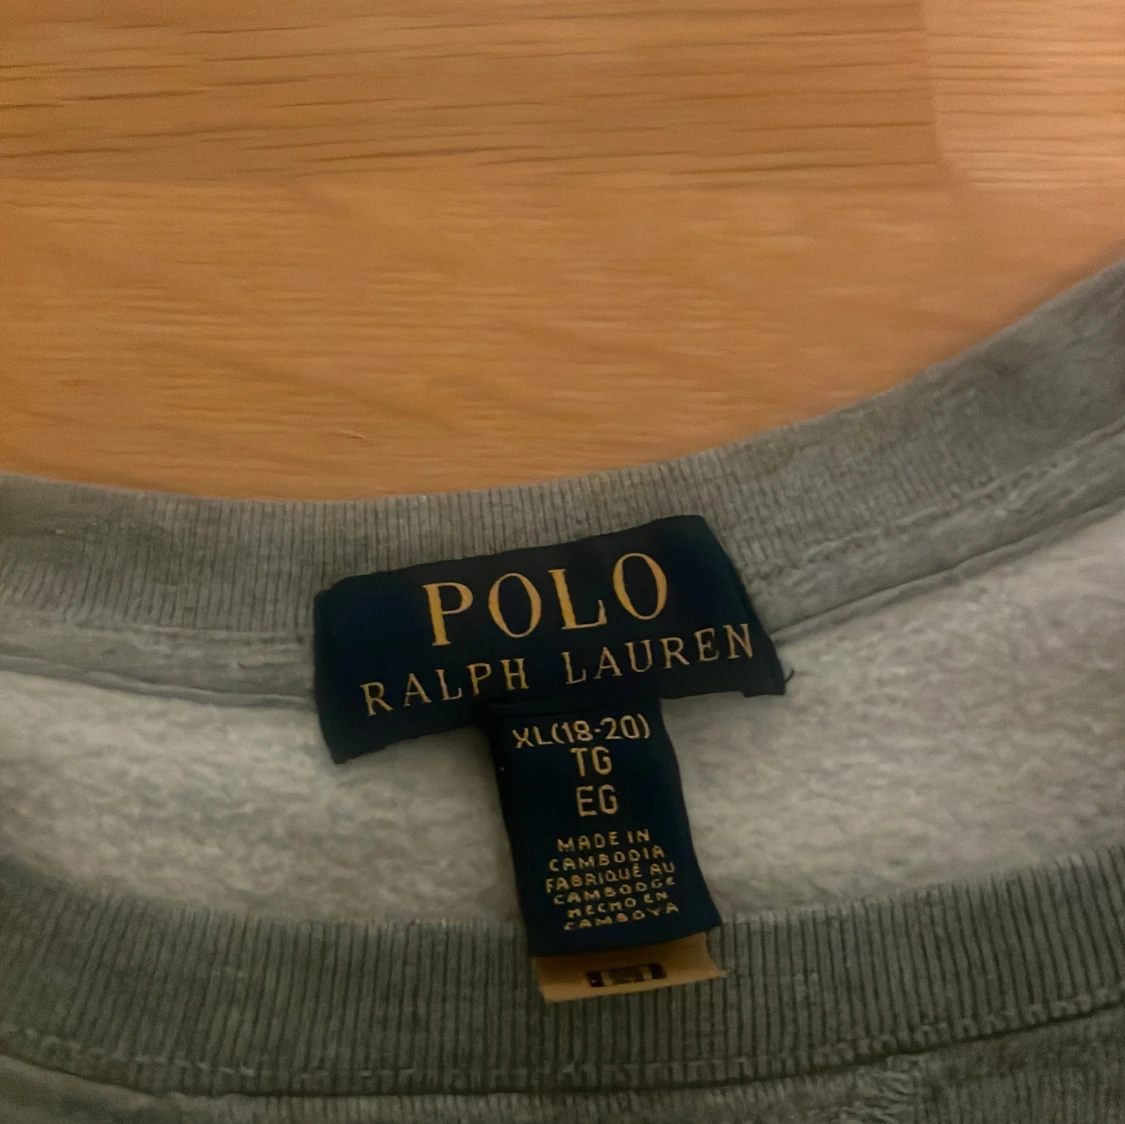 POLO
RALPH LAUREN
XL(18-20)
TG
EG
MADE IN
CAMBODIA
FABRIQUÉ AU
CAMBODGE
HECHO EN
CAMBOYA